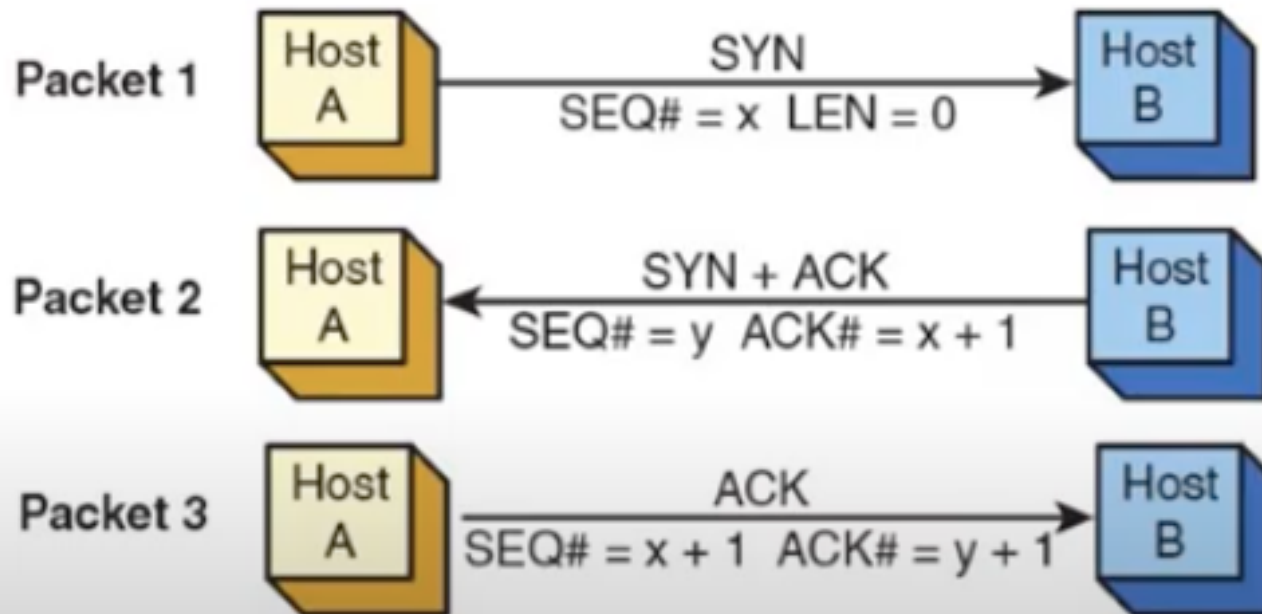 Packet 1
Host A
SYN
SEQ# = x LEN = 0
Host B
Packet 2
Host A
SYN + ACK
SEQ# = y ACK# = x + 1
Host B
Packet 3
Host A
ACK
SEQ# = x + 1 ACK# = y + 1
Host B